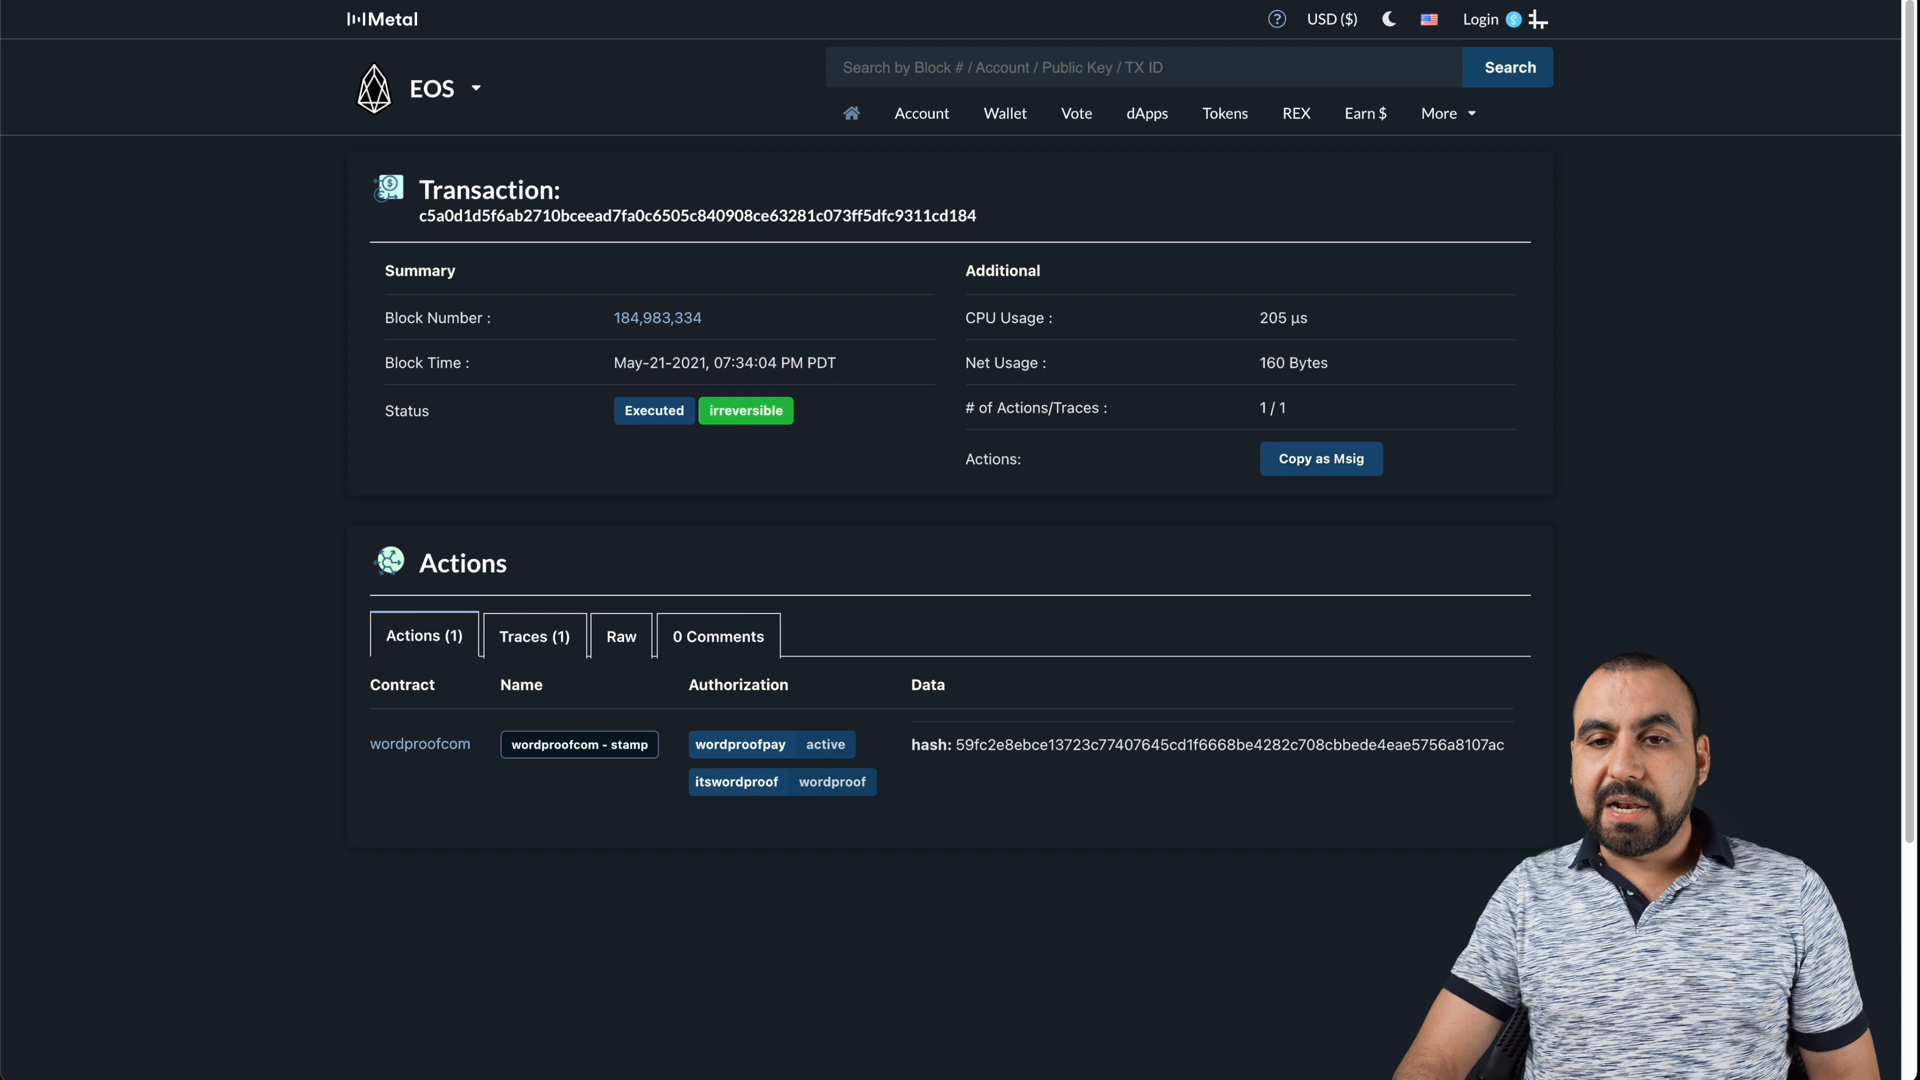 Metal
USD ($)
Login
EOS
Search by Block # / Account / Public Key / TX ID
Search
Account
Wallet
Vote
dApps
Tokens
REX
Earn $
More
Transaction:
c5a0d1d5f6ab2710bceead7fa0c6505c840908ce63281c073ff5dfc9311cd184
Summary
Additional
Block Number :
184,983,334
CPU Usage :
205 µs
Block Time :
May-21-2021, 07:34:04 PM PDT
Net Usage :
160 Bytes
Status
Executed
irreversible
# of Actions/Traces :
1 / 1
Actions:
Copy as Msig
Actions
Actions (1)
Traces (1)
Raw
0 Comments
Contract
Name
Authorization
Data
wordproofcom
wordproofcom - stamp
wordproofpay active
hash: 59fc2e8ebce13723c77407645cd1f6668be4282c708cbbede4eae5756a8107ac
itswordproof wordproof